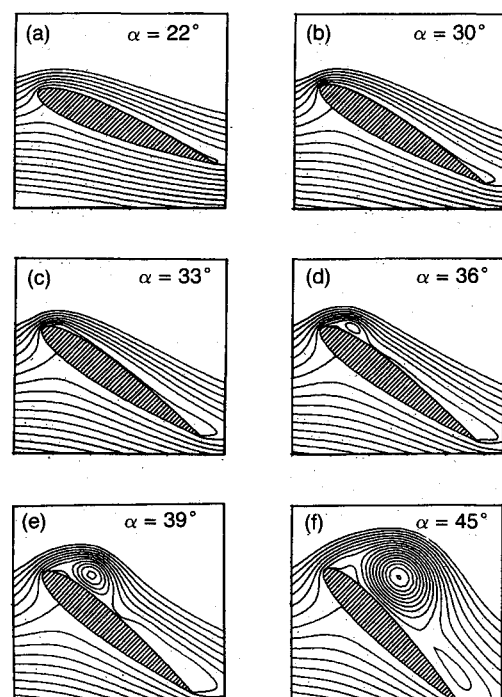 (a) α = 22°
(b) α = 30°
(c) α = 33°
(d) α = 36°
(e) α = 39°
(f) α = 45°